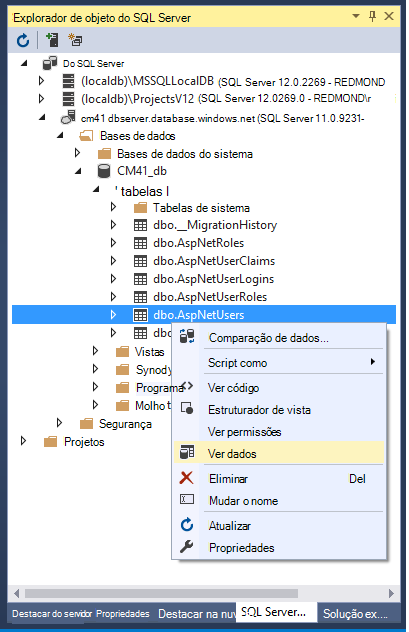 Explorador de objeto do SQL Server
Do SQL Server
(localdb)\MSSQLLocalDB (SQL Server 12.0.2269 - REDMOND
(localdb)\ProjectsV12 (SQL Server 12.0269.0 - REDMOND\r
cm41 dbserver.database.windows.net (SQL Server 11.0.9231-
Bases de dados
Bases de dados do sistema
CM41_db
' tabelas I
Tabelas de sistema
dbo.__MigrationHistory
dbo.AspNetRoles
dbo.AspNetUserClaims
dbo.AspNetUserLogins
dbo.AspNetUserRoles
dbo.AspNetUsers
dbo
Vistas
Synody
Programa
Molho t
Segurança
Projetos
Comparação de dados...
Script como
Ver código
Estruturador de vista
Ver permissões
Ver dados
Eliminar Del
Mudar o nome
Atualizar
Propriedades
Destacar do servidor Propriedades Destacar na nuv SQL Server... Solução ex....